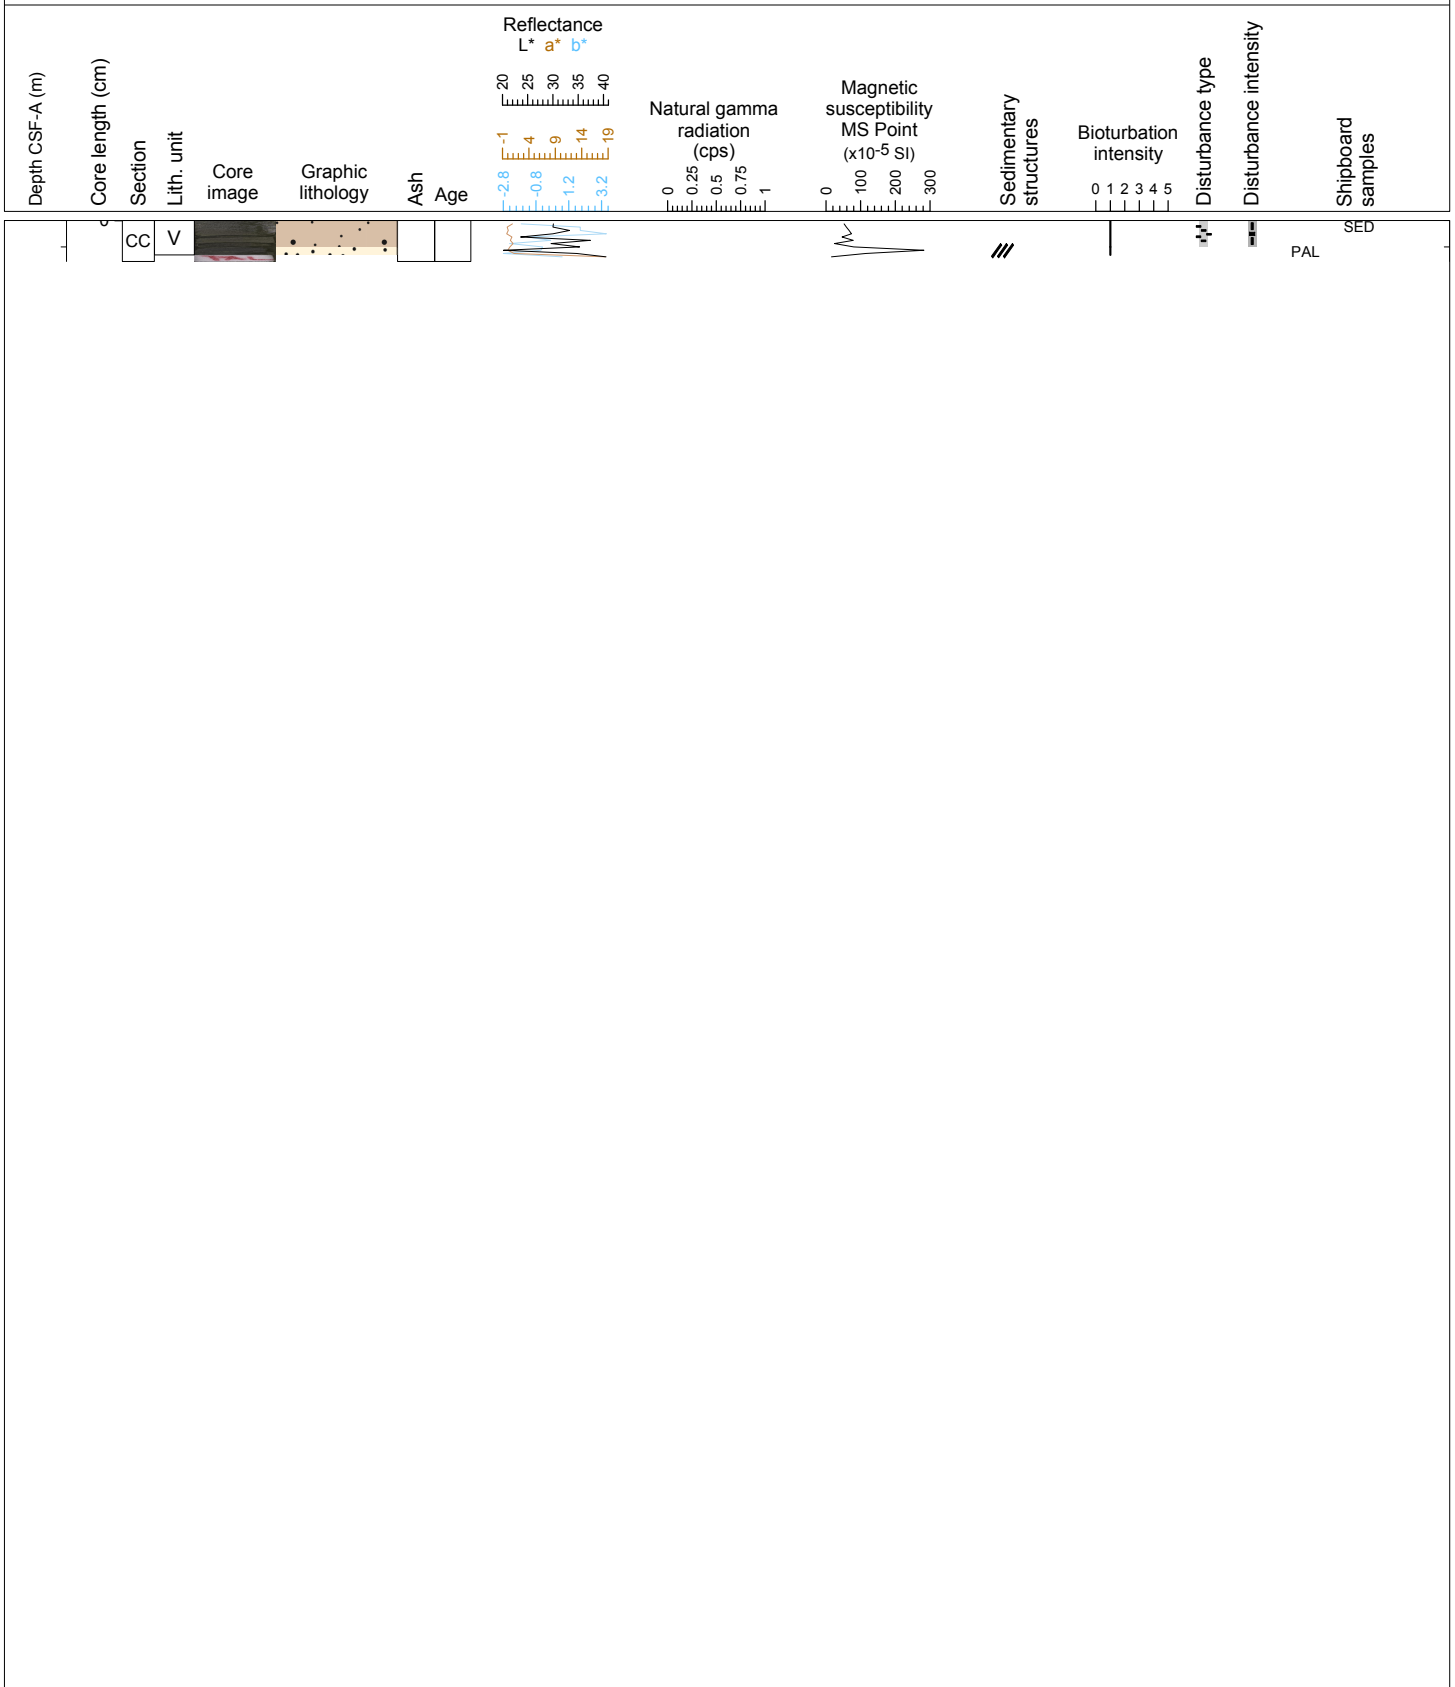 Depth CSF-A (m)
Core length (cm)
Section
Lith. unit
Core
image
Graphic
lithology
Ash
Age
Reflectance
L* a* b*
20 25 30 35 40
-1 4 9 14 19
-2.8 -0.8 1.2 3.2
Natural gamma
radiation
(cps)
0 0.25 0.5 0.75 1
Magnetic
susceptibility
MS Point
(x10-5 SI)
0 100 200 300
Sedimentary
structures
Bioturbation
intensity
0 1 2 3 4 5
Disturbance type
Disturbance intensity
Shipboard
samples
CC
V
SED
PAL